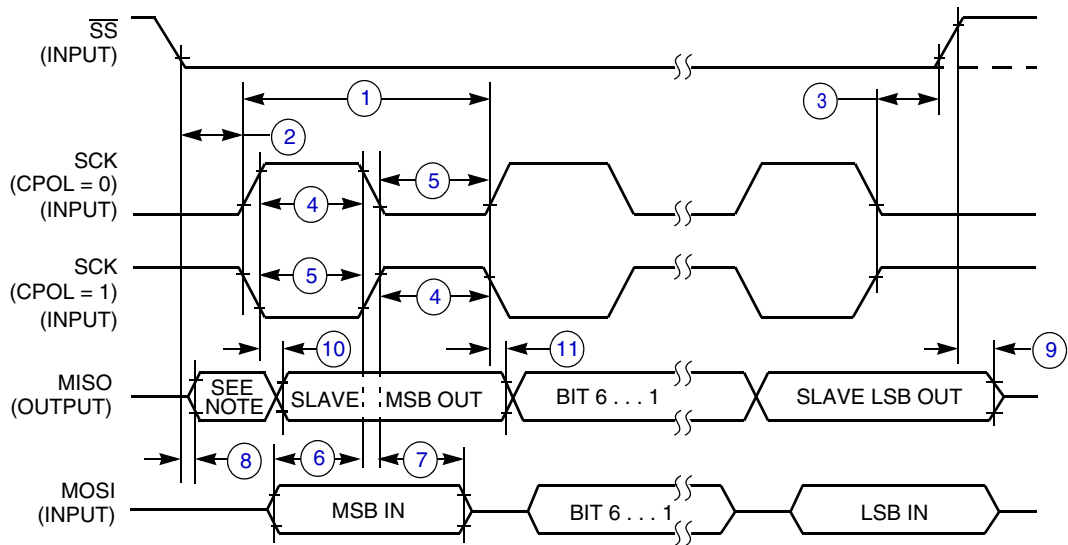 SS
(INPUT)
1
3
2
SCK
(CPOL = 0)
(INPUT)
5
4
SCK
(CPOL = 1)
(INPUT)
5
4
10
11
9
MISO
(OUTPUT)
SEE
NOTE
SLAVE
MSB OUT
BIT 6 . . . 1
SLAVE LSB OUT
8
6
7
MOSI
(INPUT)
MSB IN
BIT 6 . . . 1
LSB IN